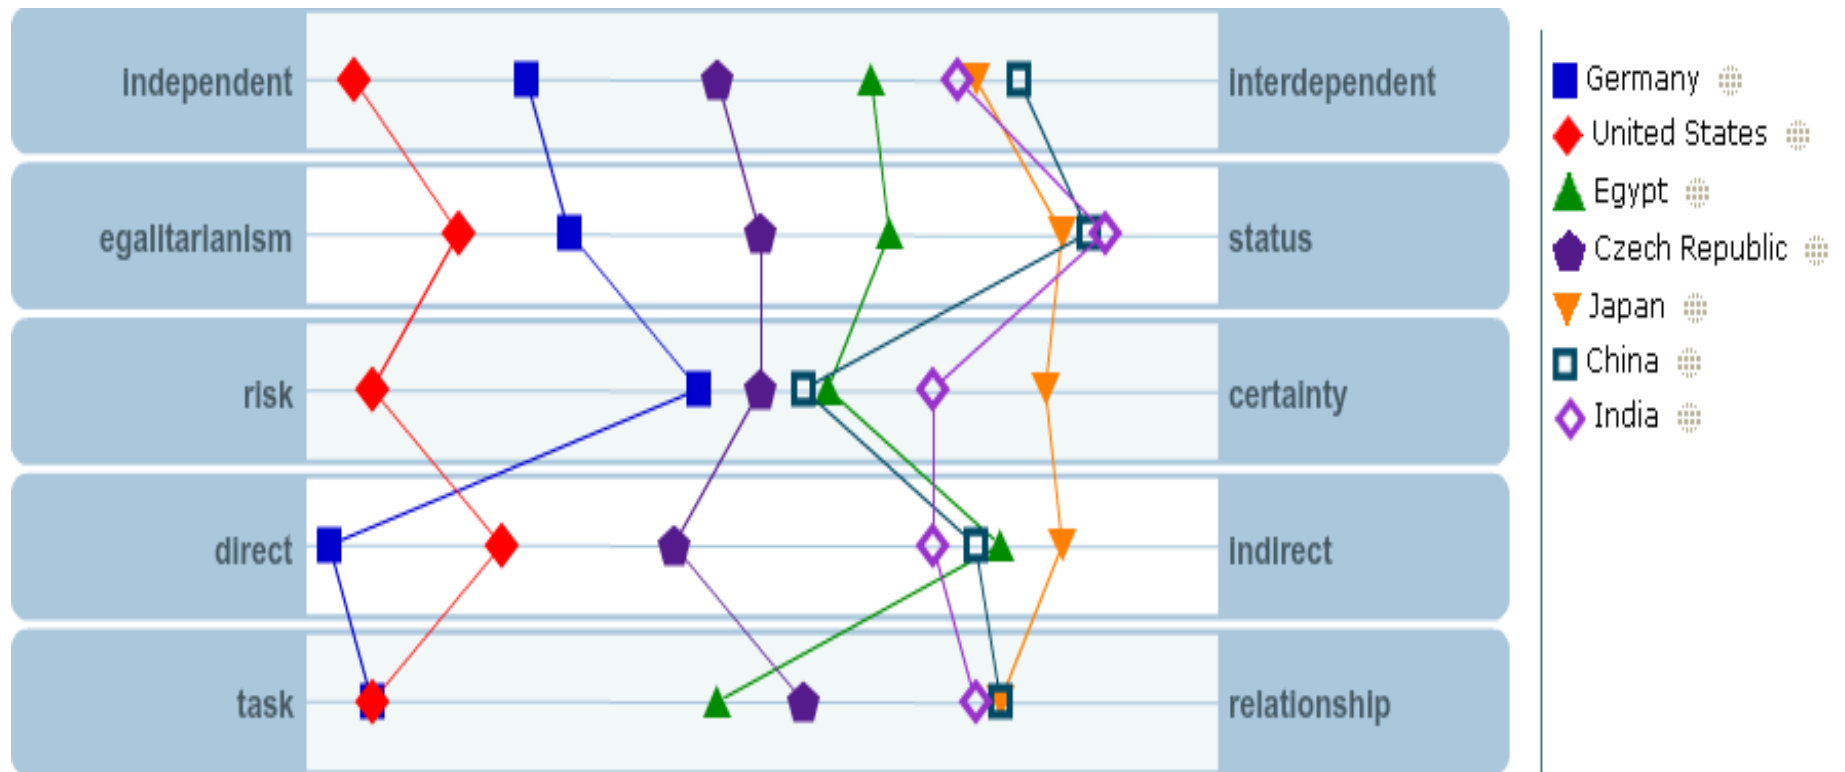 independent
interdependent
egalitarianism
status
risk
certainty
direct
indirect
task
relationship
Germany
United States
Egypt
Czech Republic
Japan
China
India